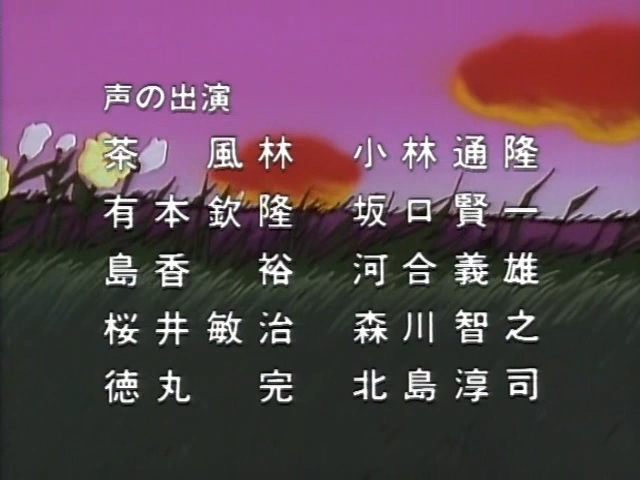 声の出演
茶風林 小林通隆
有本欽隆 坂口賢一
島香裕 河合義雄
桜井敏治 森川智之
徳丸完 北島淳司